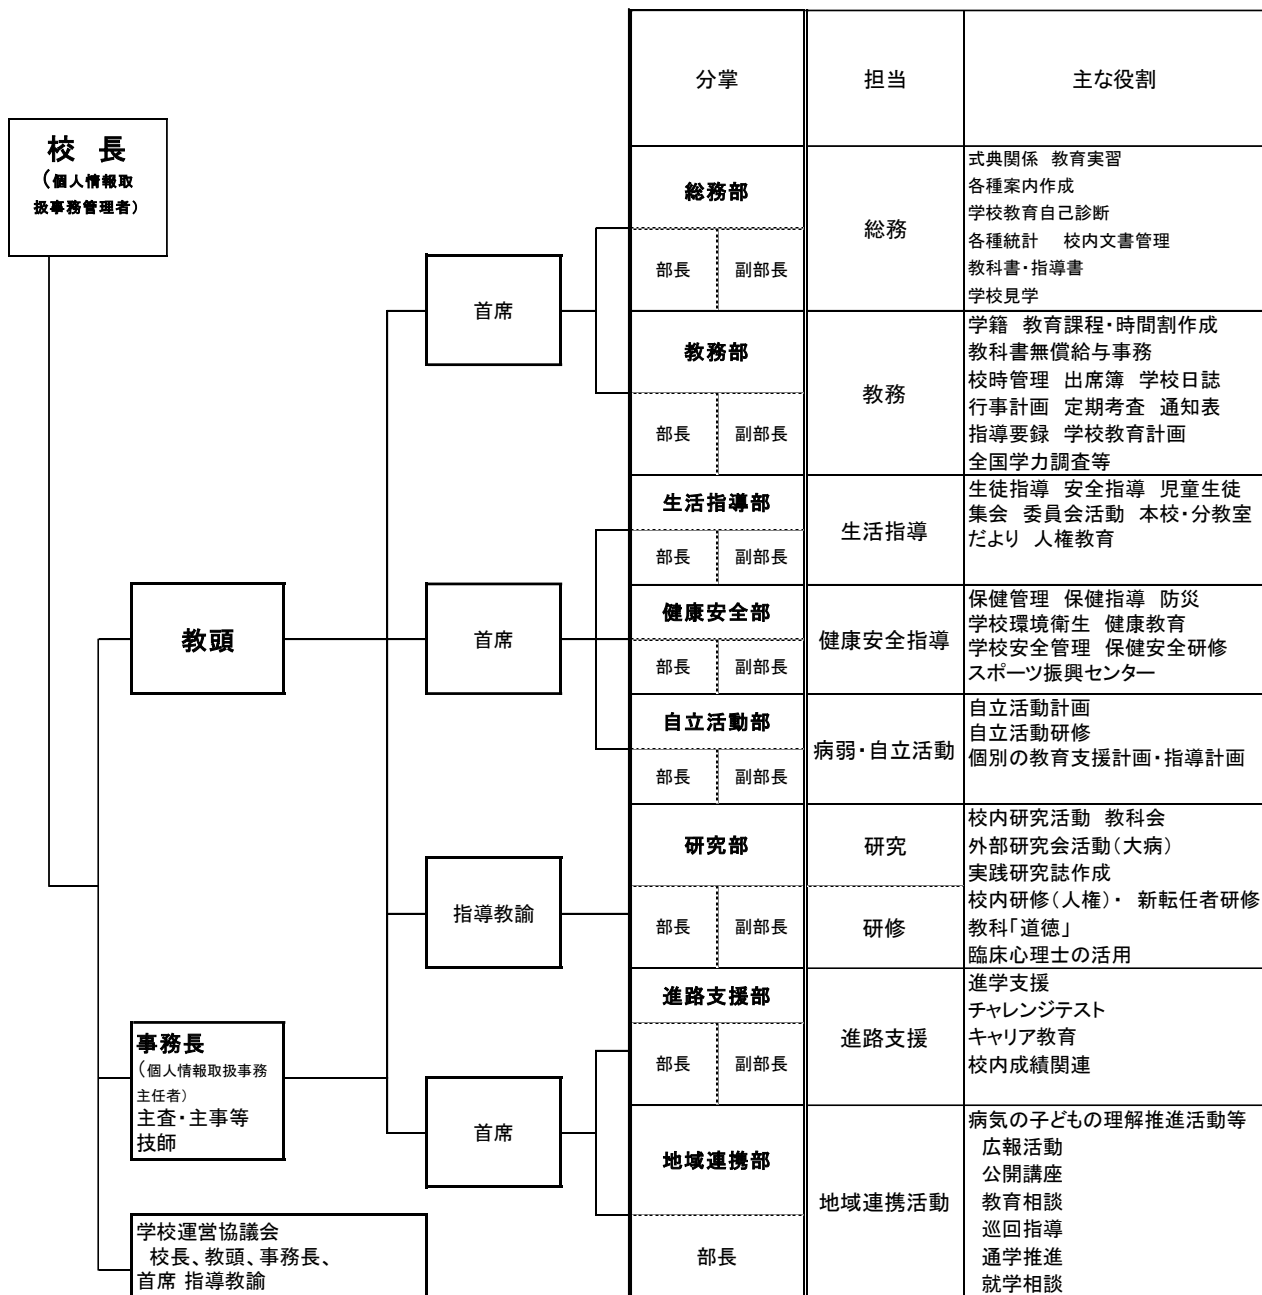 校 長
(個人情報取
扱事務管理者)
教頭
事務長
(個人情報取扱事務
主任者)
主査・主事等
技師
学校運営協議会
校長、教頭、事務長、
首席 指導教諭
首席
首席
指導教諭
首席
分掌 担当 主な役割
総務部
部長 副部長
総務
式典関係 教育実習
各種案内作成
学校教育自己診断
各種統計 校内文書管理
教科書・指導書
学校見学
教務部
部長 副部長
教務
学籍 教育課程・時間割作成
教科書無償給与事務
校時管理 出席簿 学校日誌
行事計画 定期考査 通知表
指導要録 学校教育計画
全国学力調査等
生活指導部
部長 副部長
生活指導
生徒指導 安全指導 児童生徒
集会 委員会活動 本校・分教室
だより 人権教育
健康安全部
部長 副部長
健康安全指導
保健管理 保健指導 防災
学校環境衛生 健康教育
学校安全管理 保健安全研修
スポーツ振興センター
自立活動部
部長 副部長
病弱・自立活動
自立活動計画
自立活動研修
個別の教育支援計画・指導計画
研究部
部長 副部長
研究
校内研究活動 教科会
外部研究会活動(大病)
実践研究誌作成
研修
校内研修(人権)・ 新転任者研修
教科「道徳」
臨床心理士の活用
進路支援部
部長 副部長
進路支援
進学支援
チャレンジテスト
キャリア教育
校内成績関連
地域連携部
部長
地域連携活動
病気の子どもの理解推進活動等
広報活動
公開講座
教育相談
巡回指導
通学推進
就学相談